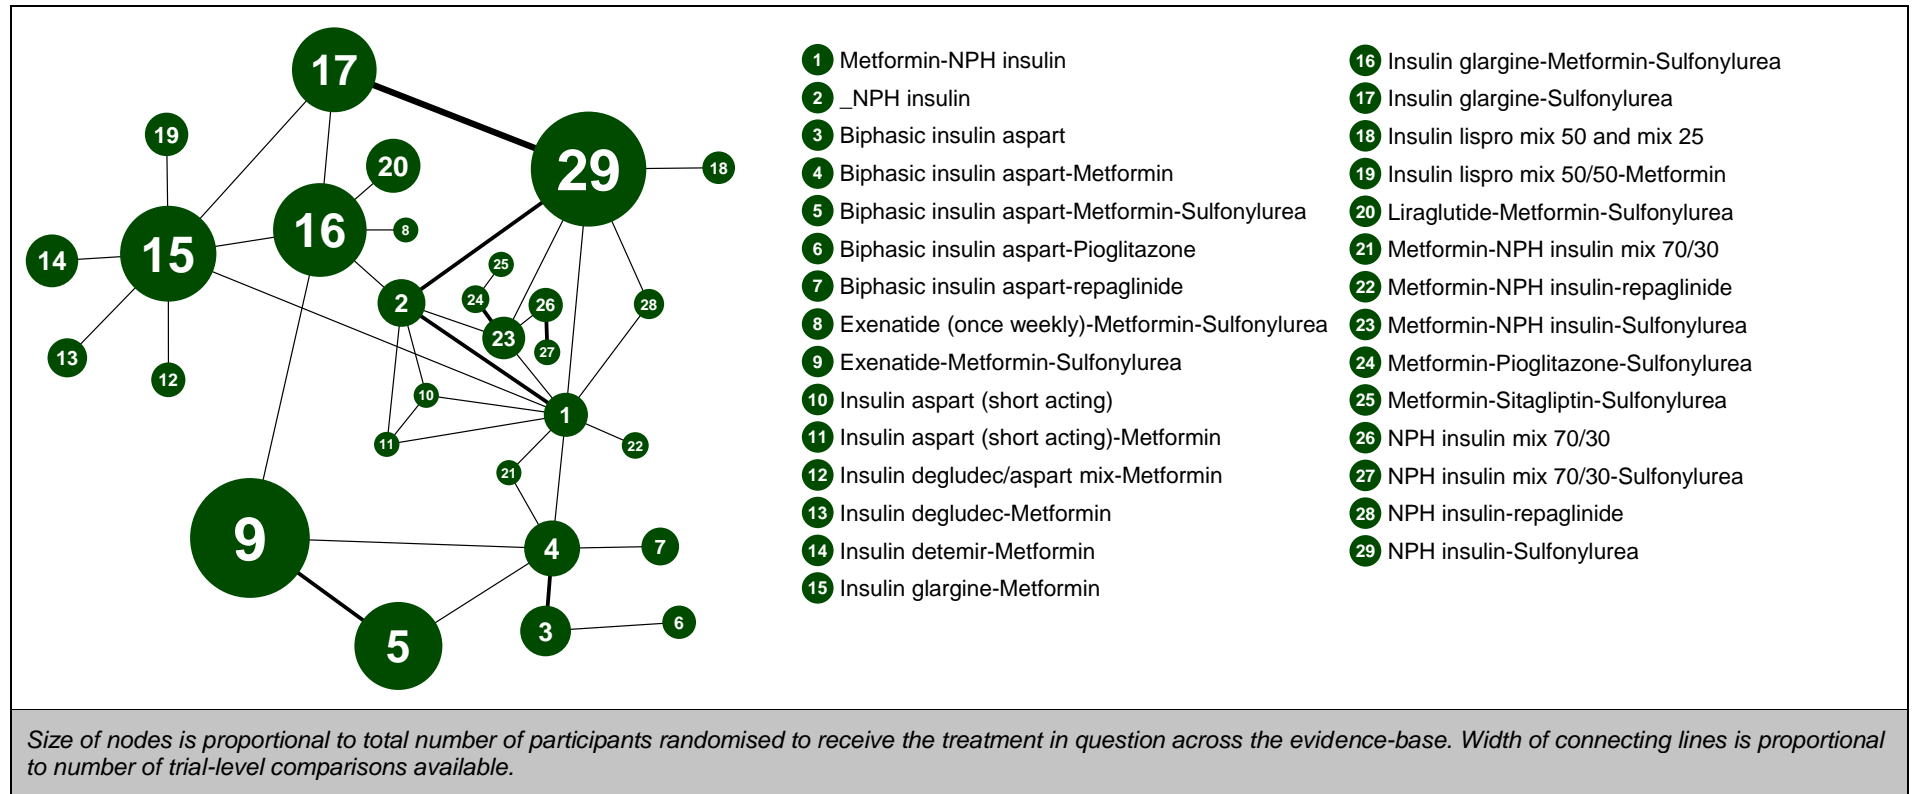 17
29
19
20
18
16
8
15
14
25
2
24
26
28
23
27
13
12
10
1
11
22
21
9
4
7
6
3
5
1 Metformin-NPH insulin
2 _NPH insulin
3 Biphasic insulin aspart
4 Biphasic insulin aspart-Metformin
5 Biphasic insulin aspart-Metformin-Sulfonylurea
6 Biphasic insulin aspart-Pioglitazone
7 Biphasic insulin aspart-repaglinide
8 Exenatide (once weekly)-Metformin-Sulfonylurea
9 Exenatide-Metformin-Sulfonylurea
10 Insulin aspart (short acting)
11 Insulin aspart (short acting)-Metformin
12 Insulin degludec/aspart mix-Metformin
13 Insulin degludec-Metformin
14 Insulin detemir-Metformin
15 Insulin glargine-Metformin
16 Insulin glargine-Metformin-Sulfonylurea
17 Insulin glargine-Sulfonylurea
18 Insulin lispro mix 50 and mix 25
19 Insulin lispro mix 50/50-Metformin
20 Liraglutide-Metformin-Sulfonylurea
21 Metformin-NPH insulin mix 70/30
22 Metformin-NPH insulin-repaglinide
23 Metformin-NPH insulin-Sulfonylurea
24 Metformin-Pioglitazone-Sulfonylurea
25 Metformin-Sitagliptin-Sulfonylurea
26 NPH insulin mix 70/30
27 NPH insulin mix 70/30-Sulfonylurea
28 NPH insulin-repaglinide
29 NPH insulin-Sulfonylurea
Size of nodes is proportional to total number of participants randomised to receive the treatment in question across the evidence-base. Width of connecting lines is proportional
to number of trial-level comparisons available.